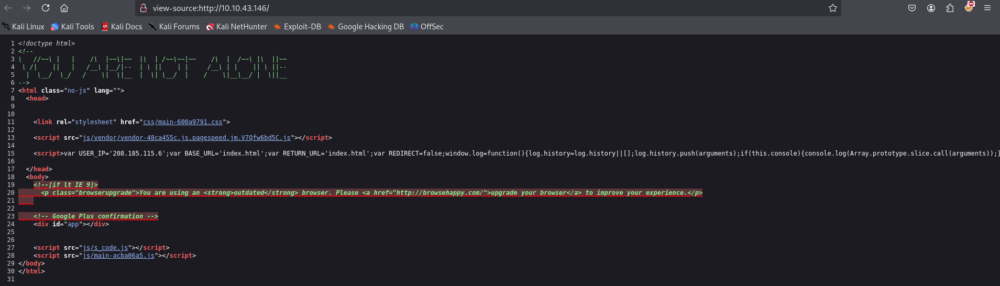 view-source:http://10.10.43.146/
Kali Linux Kali Tools Kali Docs Kali Forums Kali NetHunter Exploit-DB Google Hacking DB OffSec
1 <!doctype html>
2 <!--
3 \   //~~\ |   |    /\  |~~\|~~  |\  | /~~\~~|~~    /\  |  /~~\ |\  ||~~
4  \ /|    ||   |   /__\ |__/|--  | \ ||    | |     /__\ | |    || \ ||--
5   |  \__/  \_/   /    \|  \|__  |  \| \__/  |    /    \|__\__/ |  \||__
6 -->
7 <html class="no-js" lang="">
8   <head>
9
10
11     <link rel="stylesheet" href="css/main-600a9791.css">
12
13     <script src="js/vendor/vendor-48ca455c.js.pagespeed.jm.V7Qfw6bd5C.js"></script>
14
15     <script>var USER_IP='208.185.115.6';var BASE_URL='index.html';var RETURN_URL='index.html';var REDIRECT=false;window.log=function(){log.history=log.history||[];log.history.push(arguments);if(this.console){console.log(Array.prototype.slice.call(arguments));}
16
17   </head>
18   <body>
19     <!--[if lt IE 9]>
20       <p class="browserupgrade">You are using an <strong>outdated</strong> browser. Please <a href="http://browsehappy.com/">upgrade your browser</a> to improve your experience.</p>
21
22
23     <!-- Google Plus confirmation -->
24     <div id="app"></div>
25
26
27     <script src="js/s_code.js"></script>
28     <script src="js/main-acba06a5.js"></script>
29 </body>
30 </html>
31